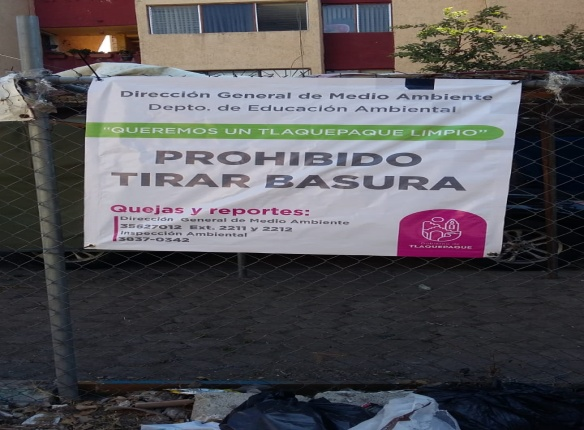 Dirección General de Medio Ambiente
Depto. de Educación Ambiental
"QUEREMOS UN TLAQUEPAQUE LIMPIO"
PROHIBIDO
TIRAR BASURA
Quejas y reportes:
Dirección General de Medio Ambiente
35627012 Ext. 2211 y 2212
Inspección Ambiental
3837-0342
TLAQUEPAQUE